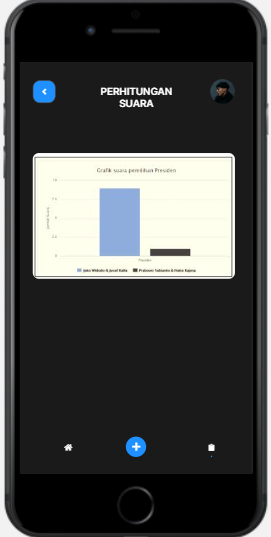 PERHITUNGAN
SUARA
Grafik suara pemilihan Presiden
10
7.5
5
2.5
0
Jumlah Suara
Presiden
Joko Widodo & Jusuf Kalla
Prabowo Subianto & Hatta Rajasa